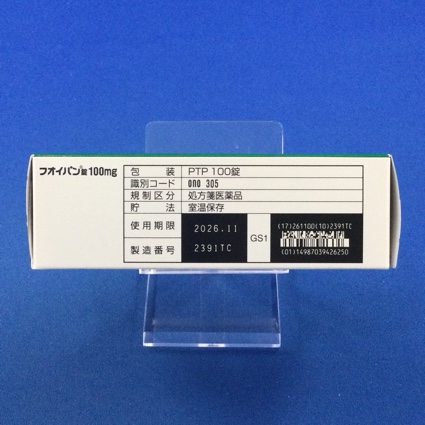 フオイパン®錠100mg
包装 PTP 100錠
識別コード ono 305
規制区分 処方箋医薬品
貯法 室温保存
使用期限 2026.11
製造番号 2391TC
GS1
(17)261100(10)2391TC
(01)14987039426250